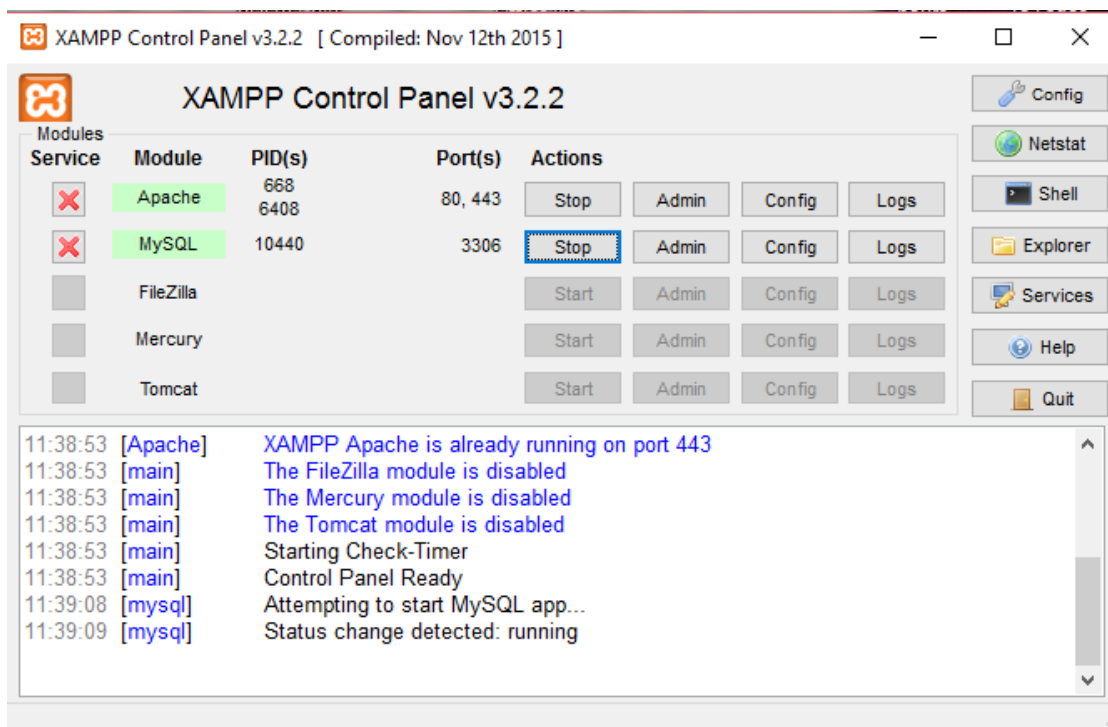 XAMPP Control Panel v3.2.2 [ Compiled: Nov 12th 2015 ]
XAMPP Control Panel v3.2.2
Config
Modules
Service Module PID(s) Port(s) Actions
Netstat
Apache 668 6408 80, 443 Stop Admin Config Logs
Shell
MySQL 10440 3306 Stop Admin Config Logs
Explorer
FileZilla Start Admin Config Logs
Services
Mercury Start Admin Config Logs
Help
Tomcat Start Admin Config Logs
Quit
11:38:53 [Apache] XAMPP Apache is already running on port 443
11:38:53 [main] The FileZilla module is disabled
11:38:53 [main] The Mercury module is disabled
11:38:53 [main] The Tomcat module is disabled
11:38:53 [main] Starting Check-Timer
11:38:53 [main] Control Panel Ready
11:39:08 [mysql] Attempting to start MySQL app...
11:39:09 [mysql] Status change detected: running